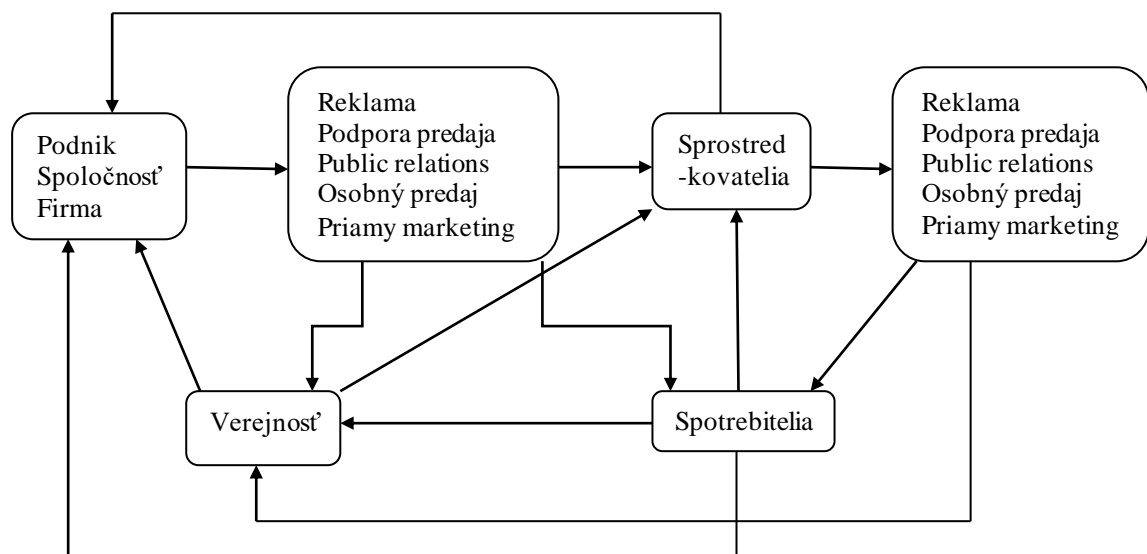 Podnik
Spoločnosť
Firma
Reklama
Podpora predaja
Public relations
Osobný predaj
Priamy marketing
Sprostred
-kovatelia
Reklama
Podpora predaja
Public relations
Osobný predaj
Priamy marketing
Verejnosť
Spotrebitelia